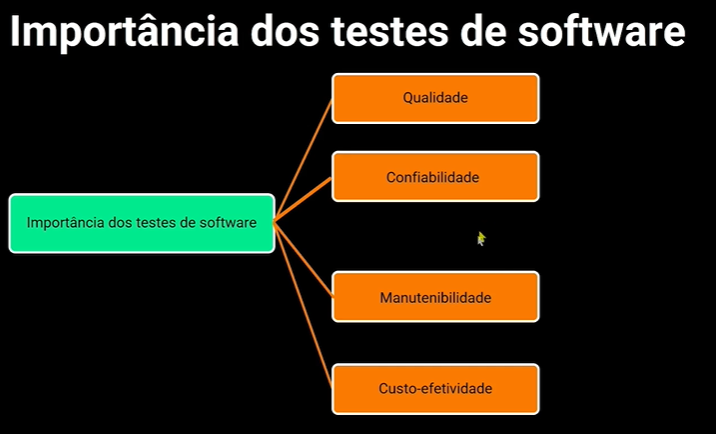 Importância dos testes de software
Qualidade
Confiabilidade
Importância dos testes de software
Manutenibilidade
Custo-efetividade